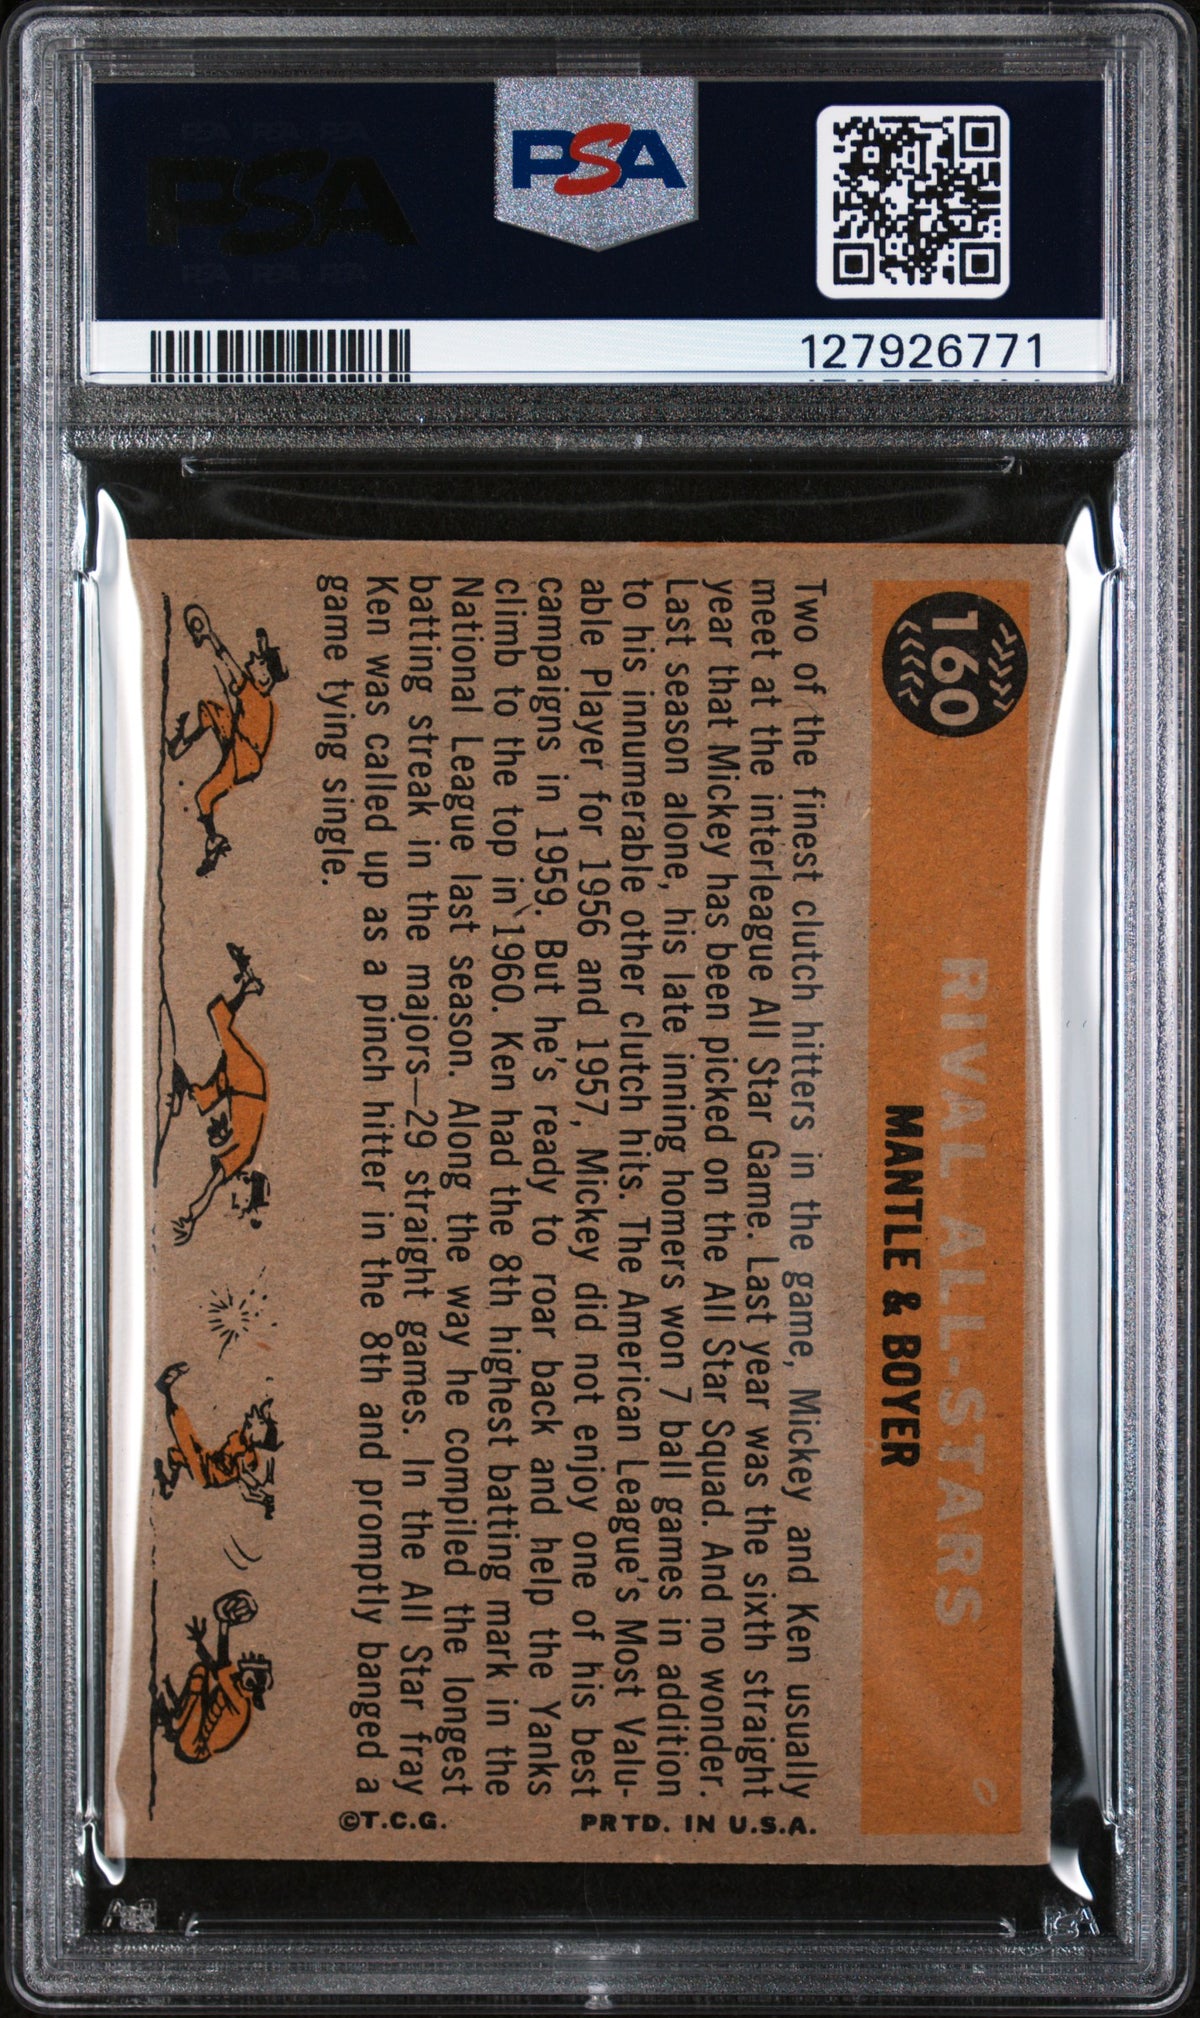 PSA
PSA PSA PSA
PSA
PSA PSA PSA
127926771
160
RIVAL ALL-STARS
MANTLE & BOYER
Two of the finest clutch hitters in the game, Mickey and Ken usually
meet at the interleague All Star Game. Last year was the sixth straight
year that Mickey has been picked on the All Star Squad. And no wonder.
Last season alone, his late inning homers won 7 ball games in addition
to his innumerable other clutch hits. The American League's Most Valu-
able Player for 1956 and 1957, Mickey did not enjoy one of his best
campaigns in 1959. But he's ready to roar back and help the Yanks
climb to the top in 1960. Ken had the 8th highest batting mark in the
National League last season. Along the way he compiled the longest
batting streak in the majors—29 straight games. In the All Star fray
Ken was called up as a pinch hitter in the 8th and promptly banged a
game tying single.
©T.C.G.
PRTD. IN U.S.A.
PSA